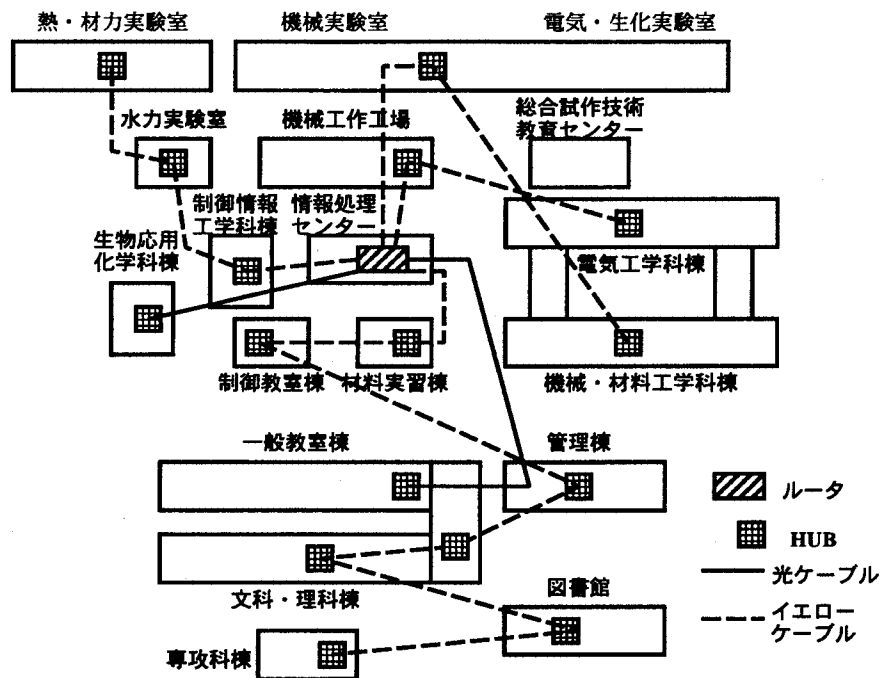 熱・材力実験室
機械実験室
電気・生化実験室
水力実験室
機械工作工場
総合試作技術
教育センター
制御情報
工学科棟
情報処理
センター
生物応用
化学科棟
電気工学科棟
制御教室棟
材料実習棟
機械・材料工学科棟
一般教室棟
管理棟
ルータ
HUB
光ケーブル
イエロー
ケーブル
文科・理科棟
図書館
専攻科棟